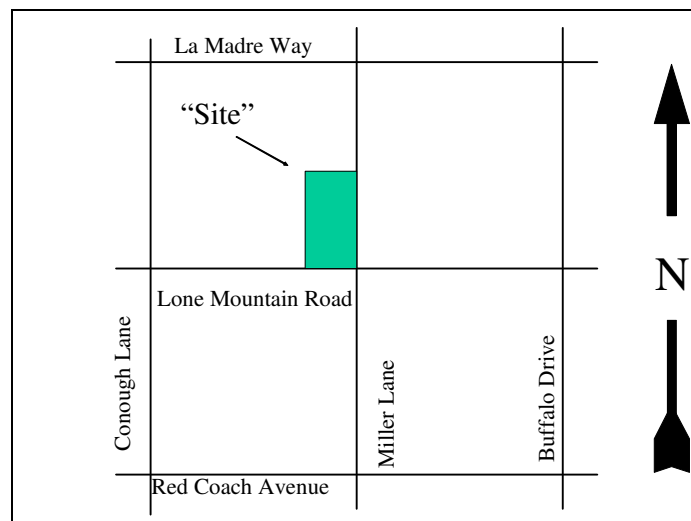 La Madre Way
“Site”
N
Lone Mountain Road
Conough Lane
Miller Lane
Buffalo Drive
Red Coach Avenue